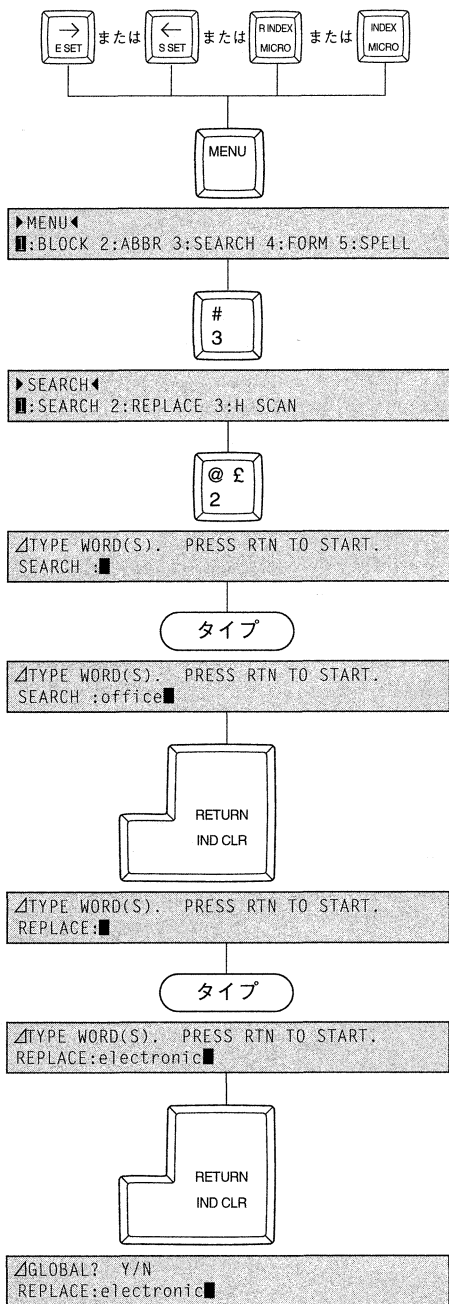 → または ← または R INDEX または INDEX
E SET S SET MICRO MICRO
MENU
▶MENU◀
1:BLOCK 2:ABBR 3:SEARCH 4:FORM 5:SPELL
#
3
▶SEARCH◀
1:SEARCH 2:REPLACE 3:H SCAN
@ £
2
⊿TYPE WORD(S). PRESS RTN TO START.
SEARCH :■
タイプ
⊿TYPE WORD(S). PRESS RTN TO START.
SEARCH :office■
RETURN
IND CLR
⊿TYPE WORD(S). PRESS RTN TO START.
REPLACE:■
タイプ
⊿TYPE WORD(S). PRESS RTN TO START.
REPLACE:electronic■
RETURN
IND CLR
⊿GLOBAL? Y/N
REPLACE:electronic■